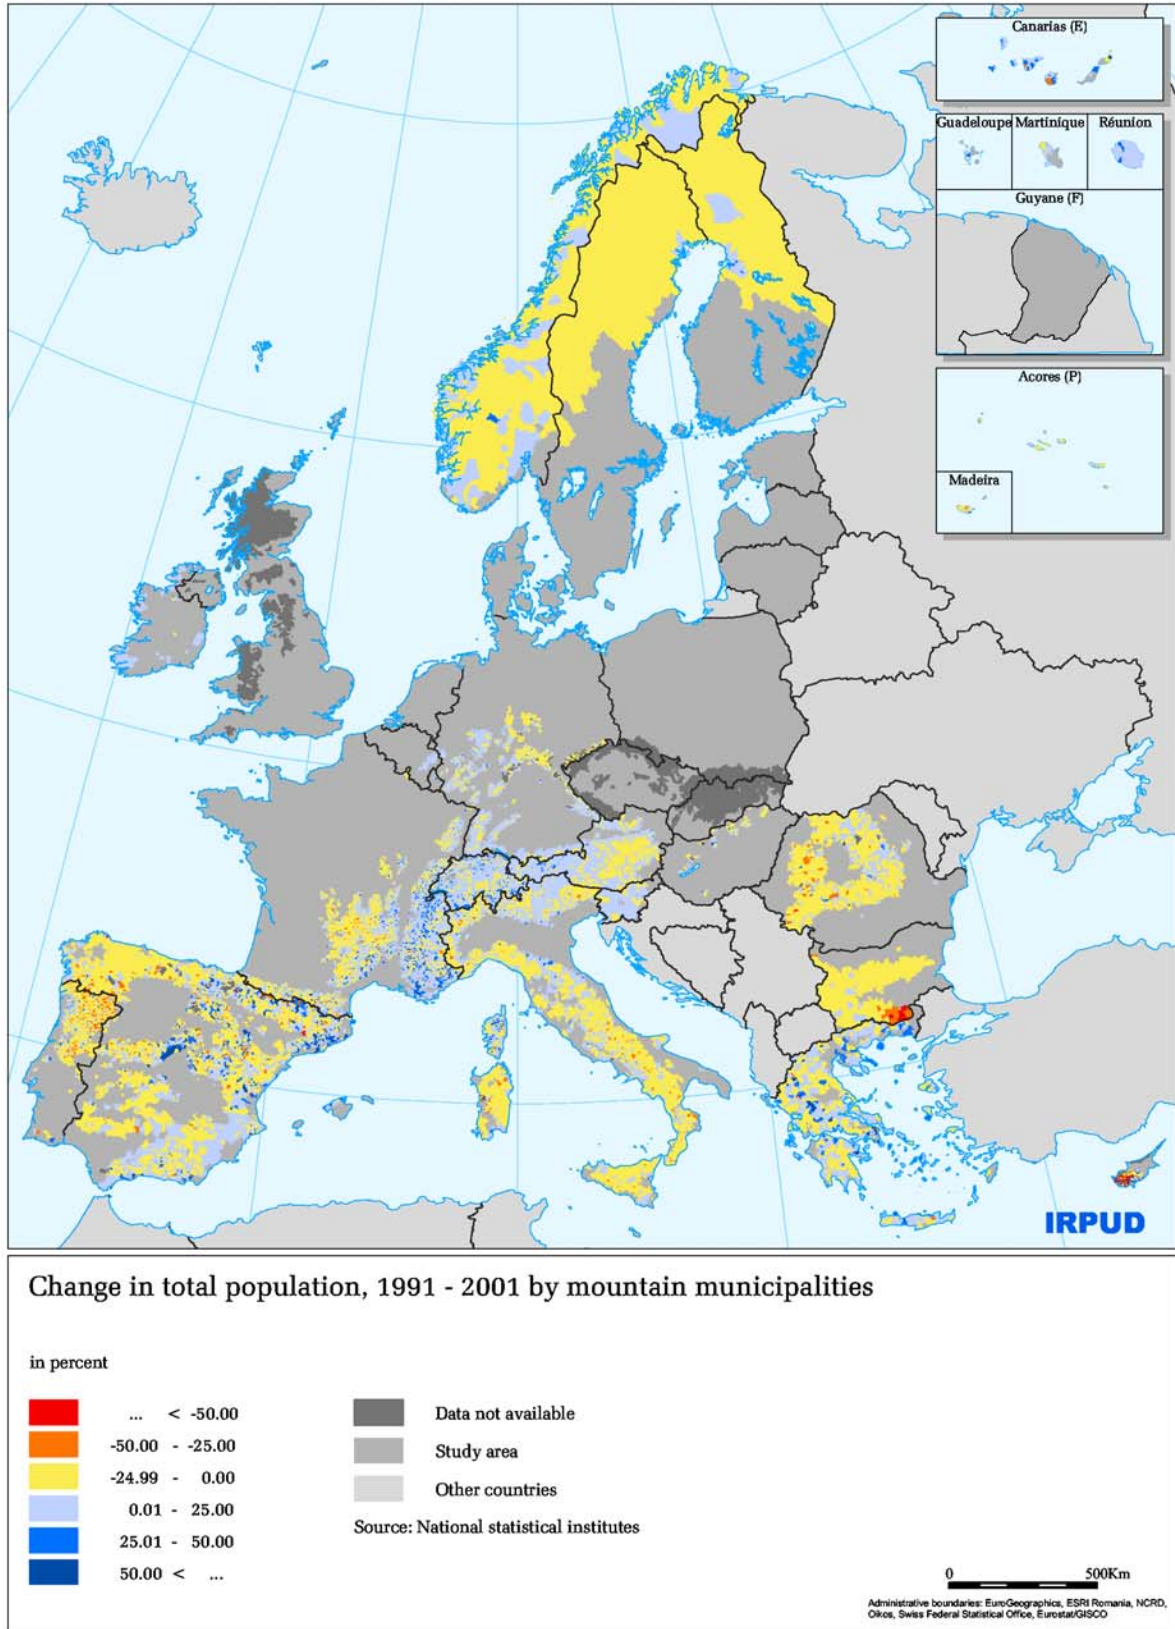 Canarias (E)
Guadeloupe Martinique Réunion
Guyane (F)
Acores (P)
Madeira
IRPUD
Change in total population, 1991 - 2001 by mountain municipalities
in percent
... < -50.00
-50.00 - -25.00
-24.99 - 0.00
0.01 - 25.00
25.01 - 50.00
50.00 < ...
Data not available
Study area
Other countries
Source: National statistical institutes
0 500Km
Administrative boundaries: EuroGeographics, ESRI Romania, NCRD,
Oikos, Swiss Federal Statistical Office, Eurostat/GISCO